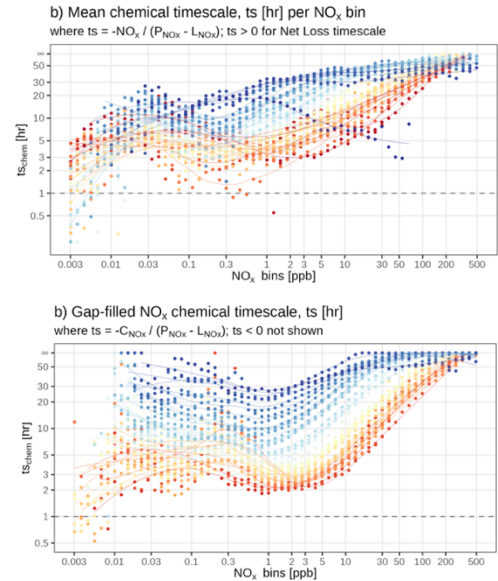 b) Mean chemical timescale, ts [hr] per NOx bin
where ts = -NOx / (PNOx - LNOx); ts > 0 for Net Loss timescale
∞
50
30
20
10
5
3
2
1
0.5
tschem [hr]
0.003 0.01 0.03 0.1 0.3 1 2 3 5 10 30 50 100 200 500
NOx bins [ppb]
b) Gap-filled NOx chemical timescale, ts [hr]
where ts = -CNOx / (PNOx - LNOx); ts < 0 not shown
∞
50
30
20
10
5
3
2
1
0.5
tschem [hr]
0.003 0.01 0.03 0.1 0.3 1 2 3 5 10 30 50 100 200 500
NOx bins [ppb]